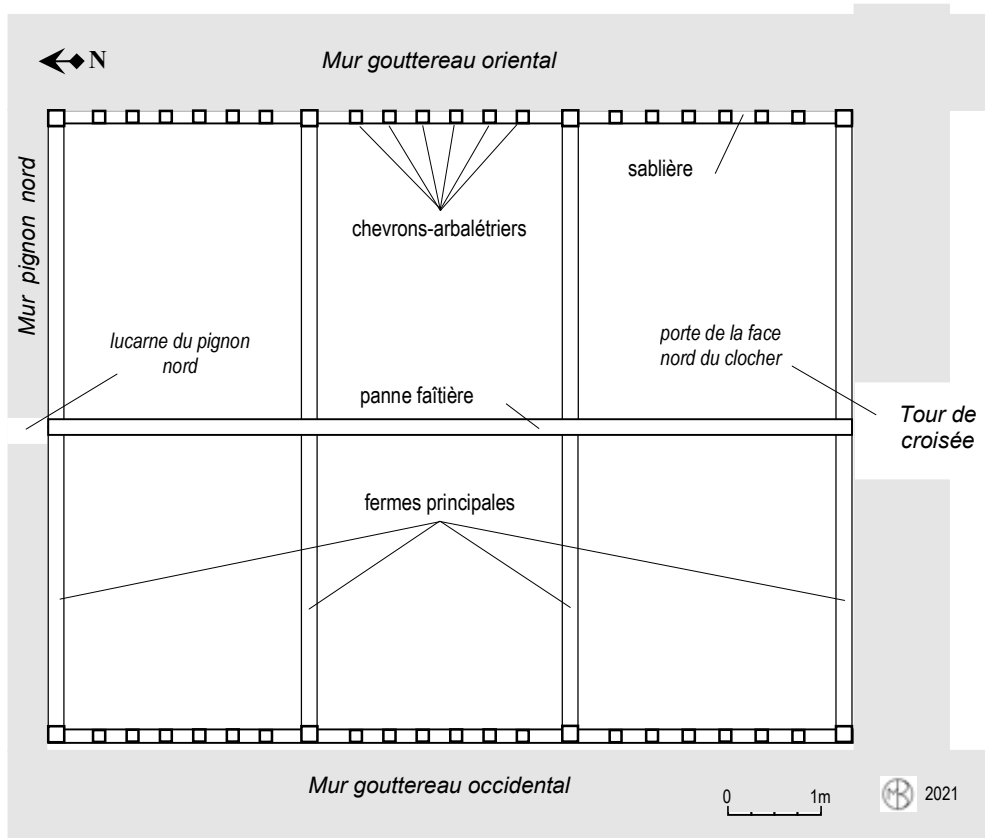 N
Mur gouttereau oriental
Mur pignon nord
sablière
chevrons-arbalétriers
lucarne du pignon
nord
porte de la face
nord du clocher
panne faîtière
Tour de
croisée
fermes principales
Mur gouttereau occidental
0 1m
2021